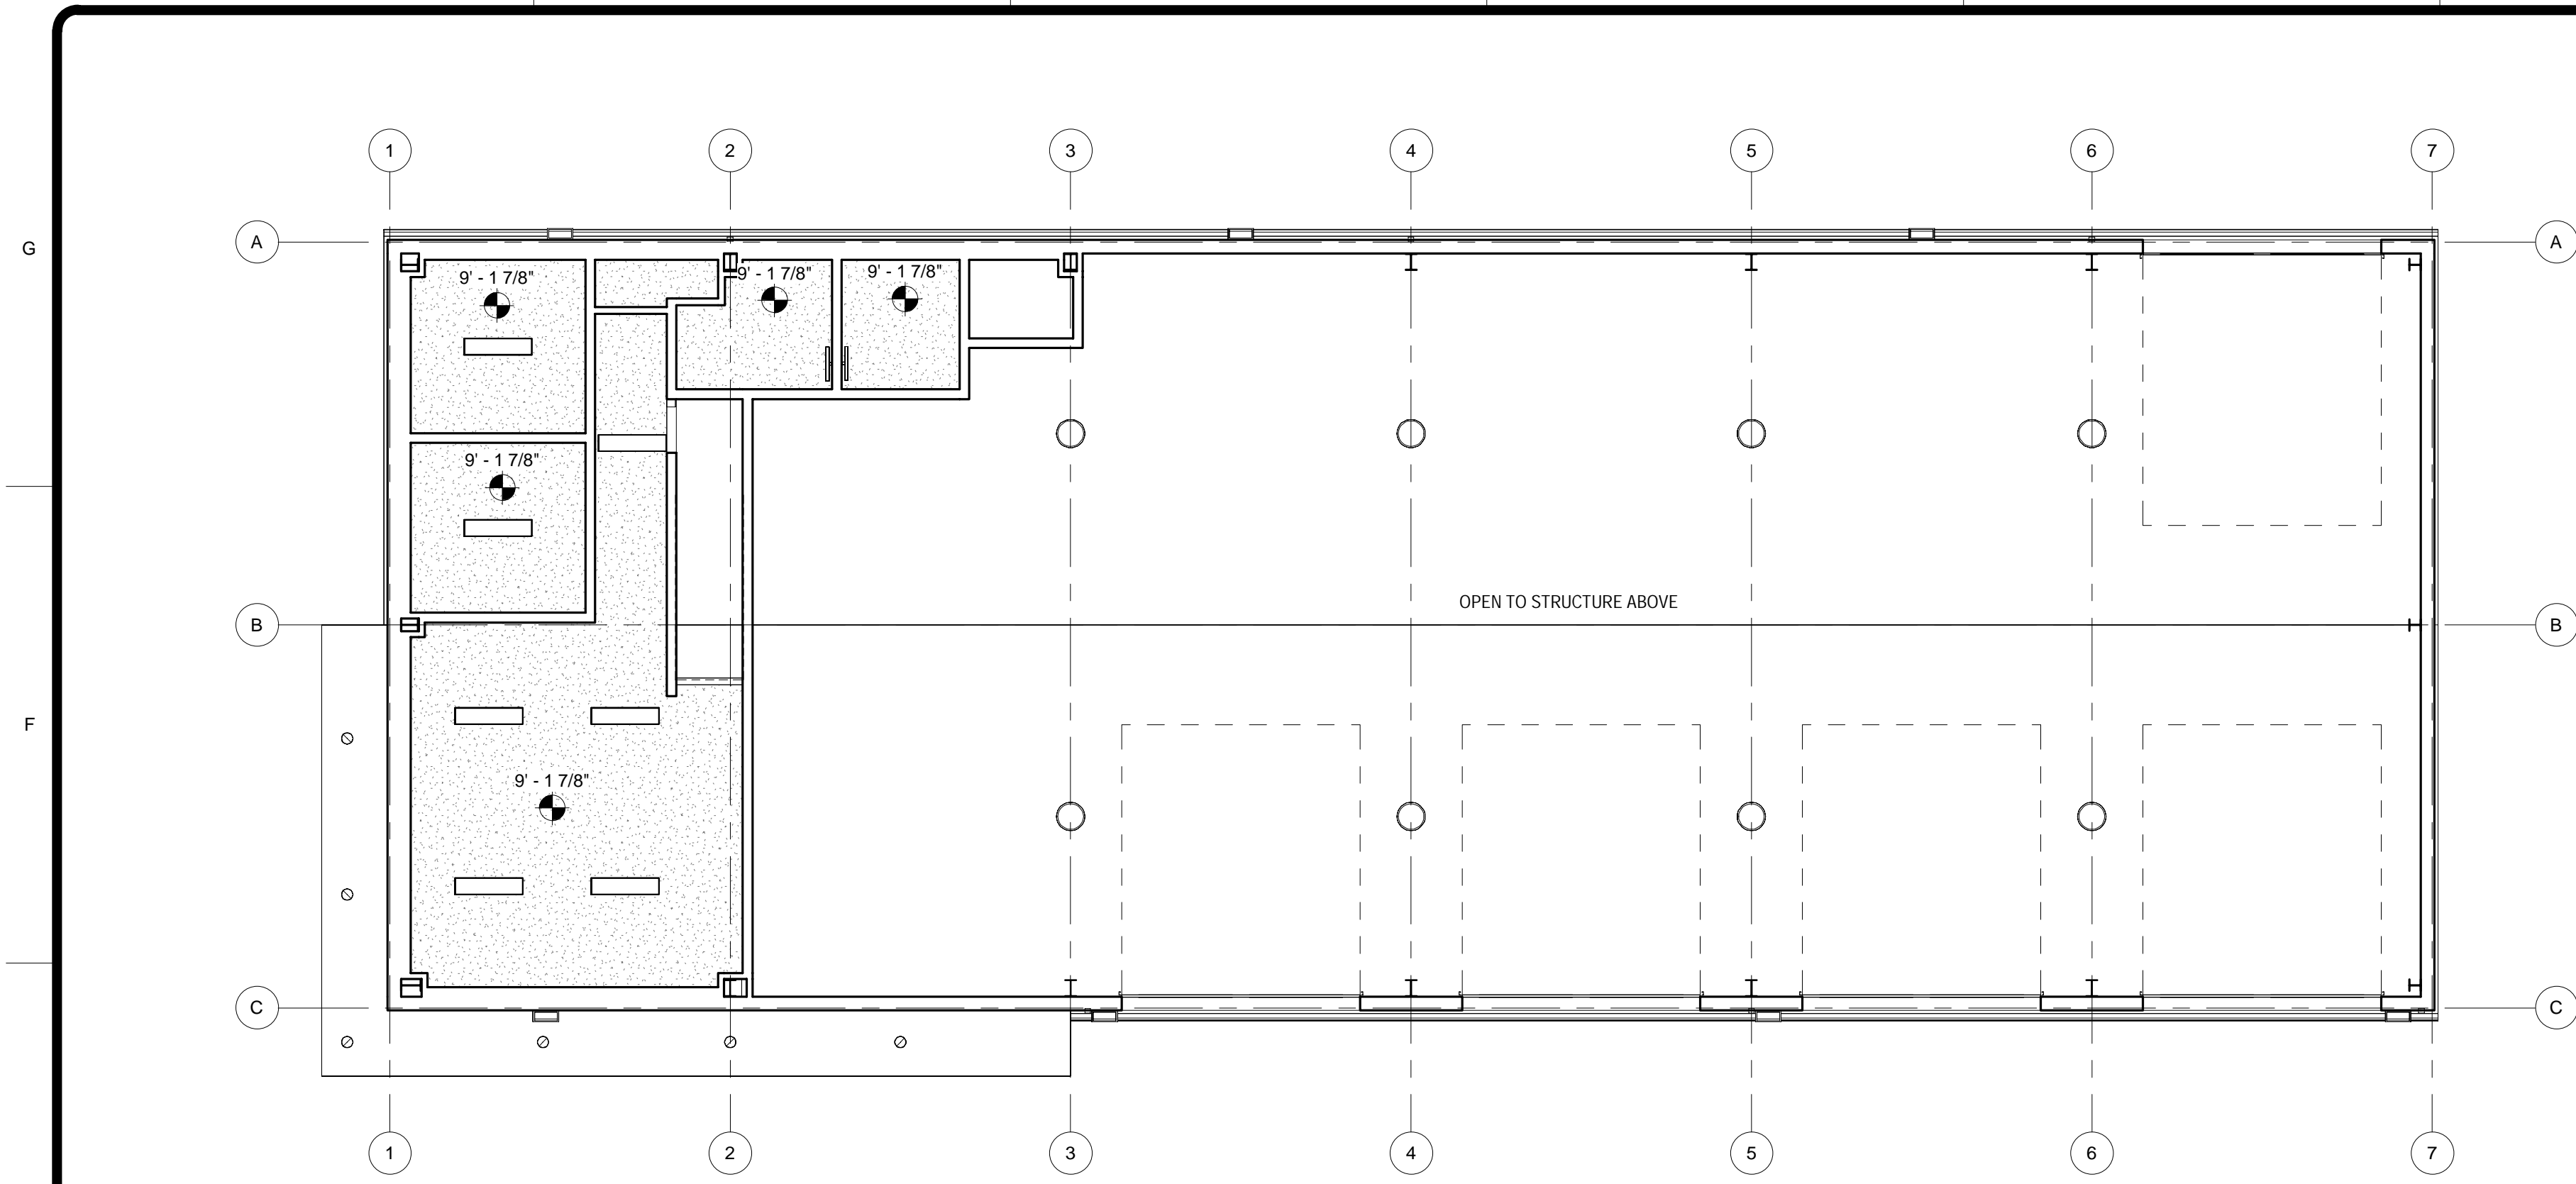 1 2 3 4 5 6 7
G A A
9' - 1 7/8" 9' - 1 7/8" 9' - 1 7/8"
9' - 1 7/8"
OPEN TO STRUCTURE ABOVE
B B
F
9' - 1 7/8"
C C
1 2 3 4 5 6 7